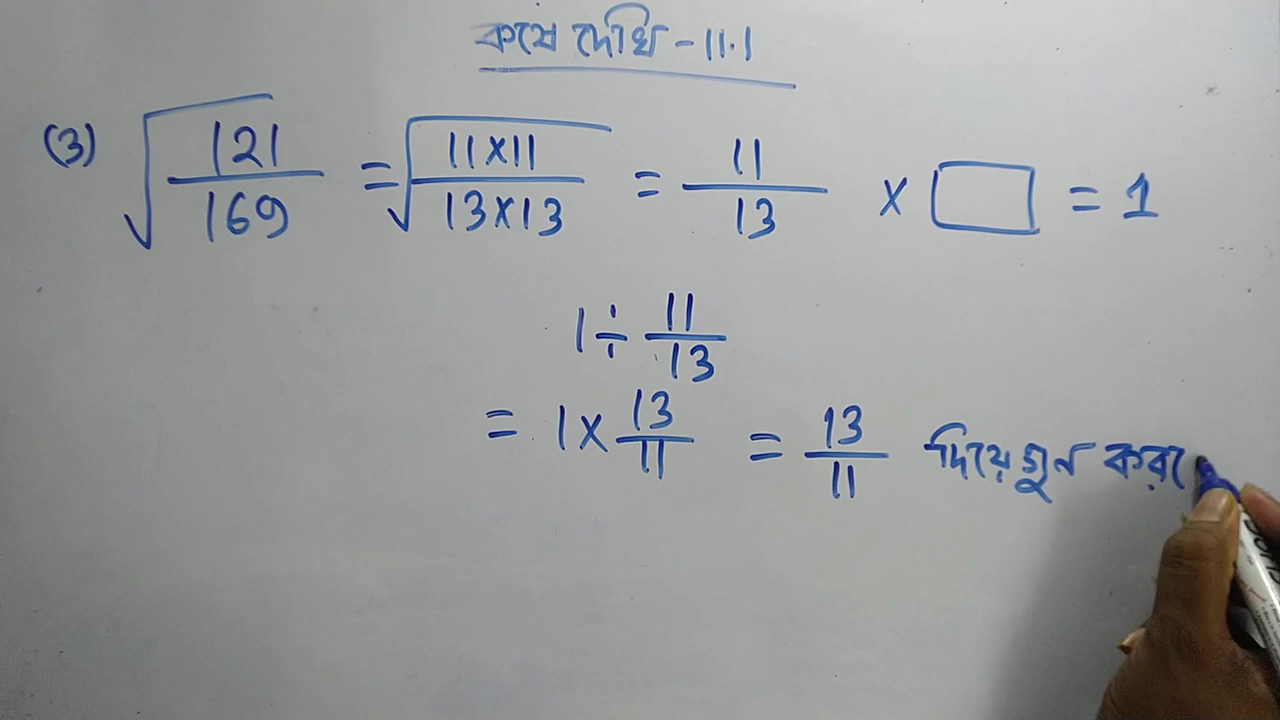 কষে দেখি - 11.1
(3) √(121/169) = √(11×11/13×13) = 11/13 × □ = 1
1 ÷ 11/13
= 1 × 13/11 = 13/11 দিয়ে গুন করতে